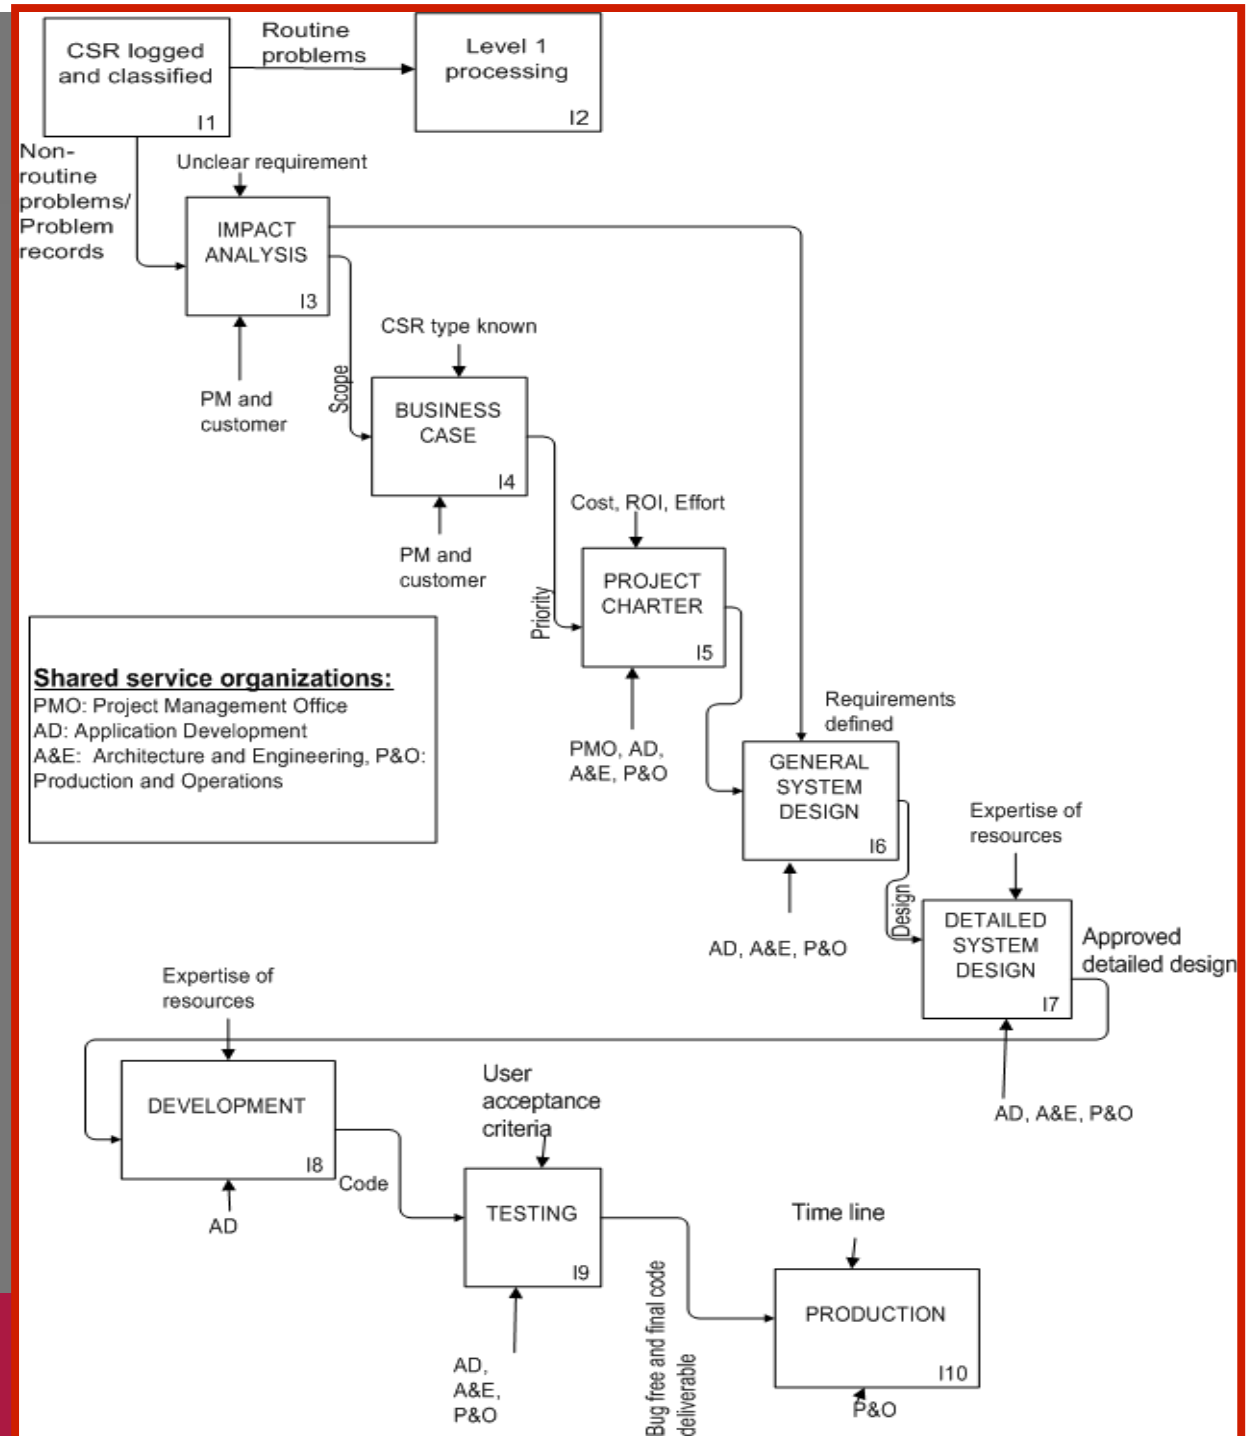 CSR logged
and classified
I1
Routine
problems
Level 1
processing
I2
Non-
routine
problems/
Problem
records
Unclear requirement
IMPACT
ANALYSIS
I3
PM and
customer
Scope
CSR type known
BUSINESS
CASE
I4
PM and
customer
Priority
Cost, ROI, Effort
PROJECT
CHARTER
I5
PMO, AD,
A&E, P&O
Shared service organizations:
PMO: Project Management Office
AD: Application Development
A&E: Architecture and Engineering, P&O:
Production and Operations
Requirements
defined
GENERAL
SYSTEM
DESIGN
I6
AD, A&E, P&O
Design
Expertise of
resources
DETAILED
SYSTEM
DESIGN
I7
Approved
detailed design
AD, A&E, P&O
Expertise of
resources
DEVELOPMENT
I8
AD
Code
User
acceptance
criteria
TESTING
I9
AD,
A&E,
P&O
Bug free and final code
deliverable
Time line
PRODUCTION
I10
P&O